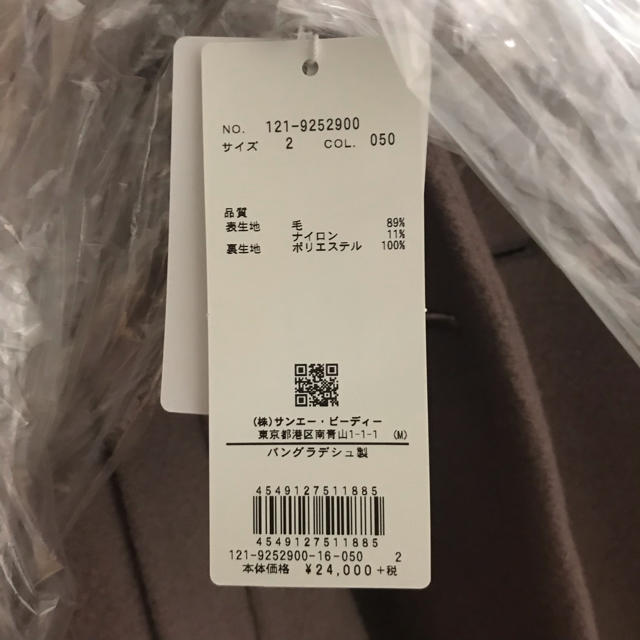 NO. 121-9252900
サイズ 2 COL. 050
品質
表生地 毛 89%
ナイロン 11%
裏生地 ポリエステル 100%
(株)サンエー・ビーディー
東京都港区南青山1-1-1 (M)
バングラデシュ製
4549127511885
4549127511885
121-9252900-16-050 2
本体価格 ¥24,000+税